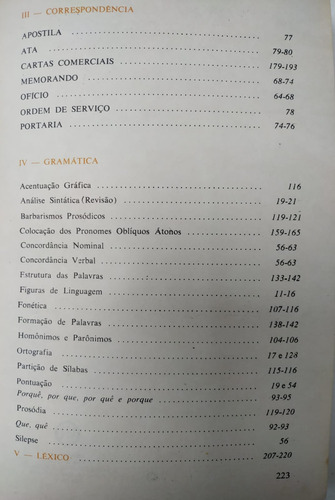 III — CORRESPONDÊNCIA
APOSTILA 77
ATA 79-80
CARTAS COMERCIAIS 179-193
MEMORANDO 68-74
OFÍCIO 64-68
ORDEM DE SERVIÇO 78
PORTARIA 74-76
IV — GRAMÁTICA
Acentuação Gráfica 116
Análise Sintática (Revisão) 19-21
Barbarismos Prosódicos 119-121
Colocação dos Pronomes Oblíquos Átonos 159-165
Concordância Nominal 56-63
Concordância Verbal 56-63
Estrutura das Palavras 133-142
Figuras de Linguagem 11-16
Fonética 107-116
Formação de Palavras 138-142
Homônimos e Parônimos 104-106
Ortografia 17 e 128
Partição de Sílabas 115-116
Pontuação 19 e 54
Porquê, por que, por quê e porque 93-95
Prosódia 119-120
Que, quê 92-93
Silepse 56
V — LÉXICO 207-220
223